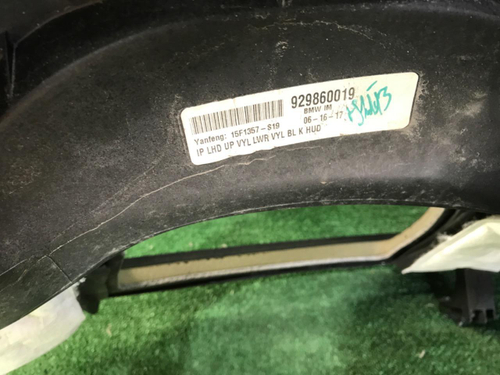 929860019
BMW IM
06-16-17
Yanfeng: 15F1357-S19
IP LHD UP VYL LWR VYL BL K HUD